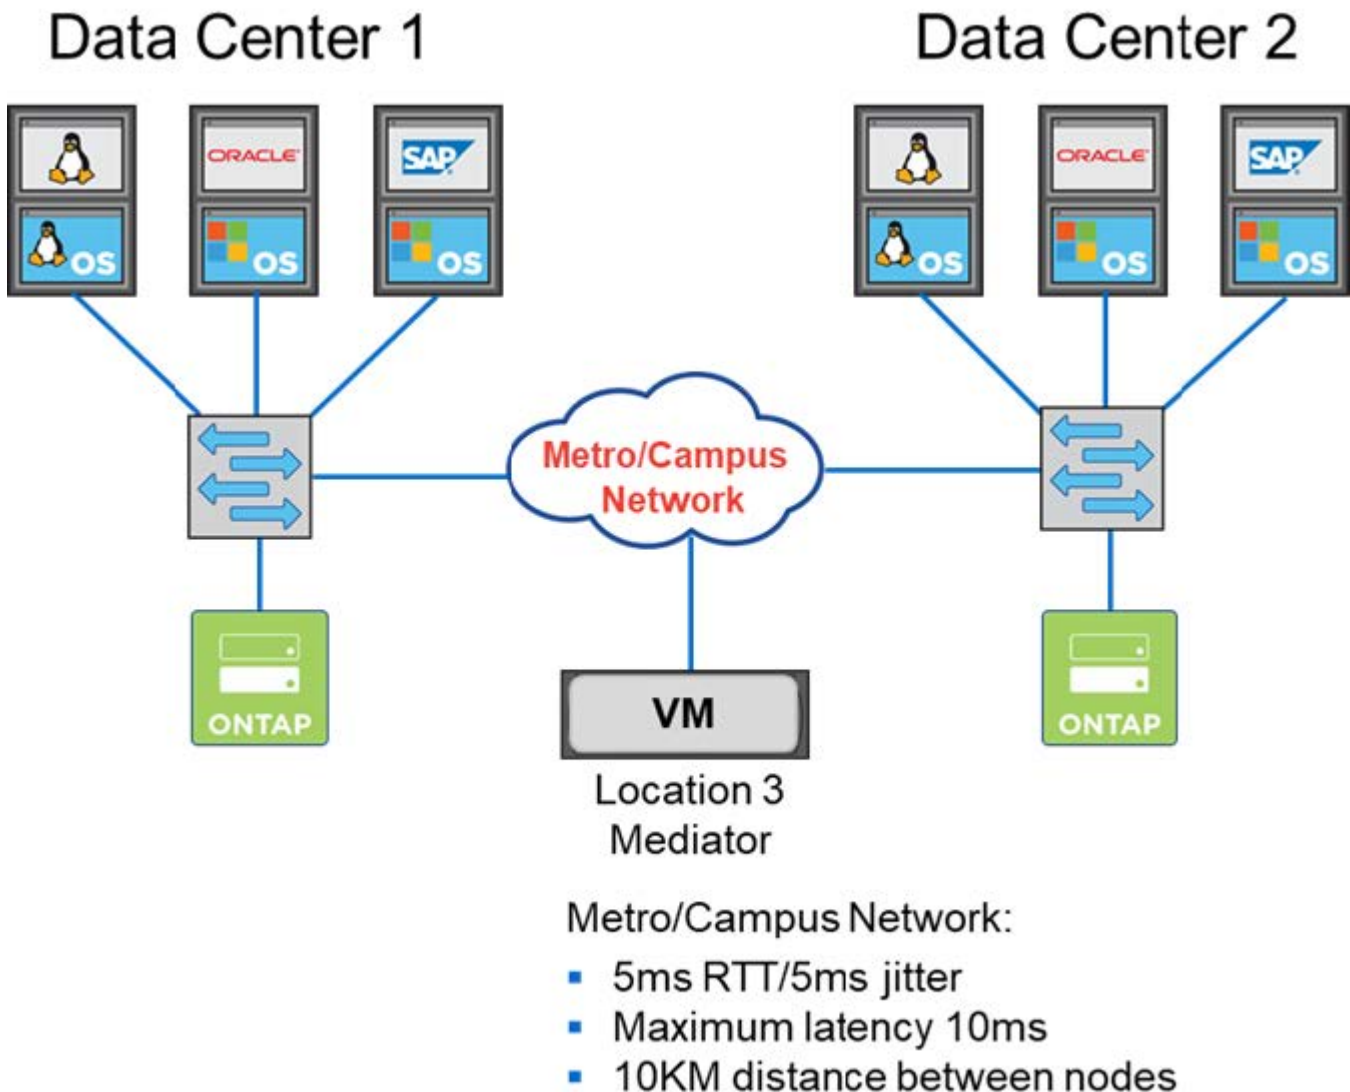 Data Center 1
Data Center 2
ORACLE
SAP
ORACLE
SAP
OS
OS
OS
OS
OS
OS
Metro/Campus
Network
ONTAP
VM
ONTAP
Location 3
Mediator
Metro/Campus Network:
▪ 5ms RTT/5ms jitter
▪ Maximum latency 10ms
▪ 10KM distance between nodes